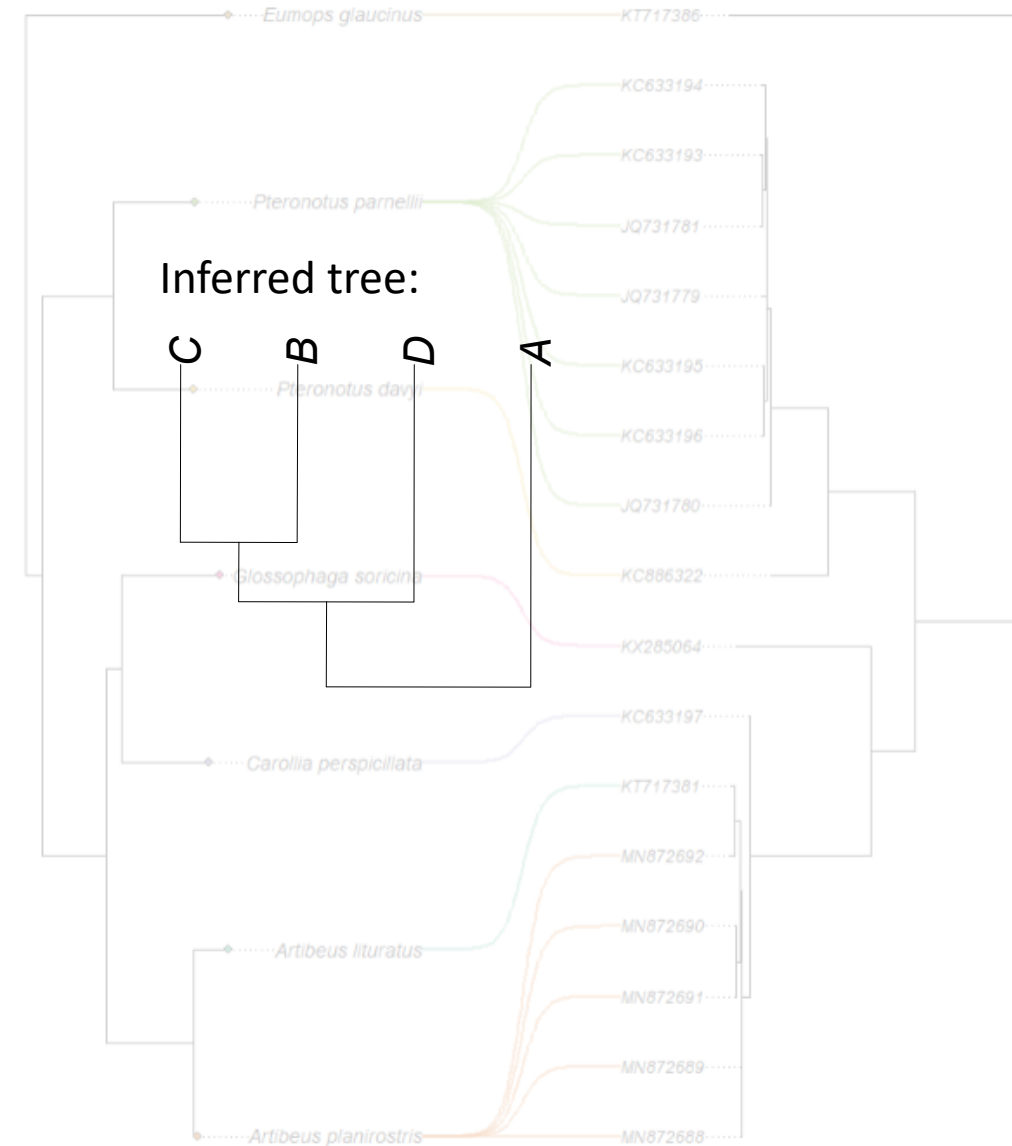 Eumops glaucinus KT717386
KC633194
KC633193
Pteronotus parnellii
JQ731781
Inferred tree:
JQ731779
C B D A
KC633195
Pteronotus davyi
KC633196
JQ731780
Glossophaga soricina KC886322
KX285064
KC633197
Carollia perspicillata
KT717381
MN872692
MN872690
Artibeus lituratus
MN872691
MN872689
Artibeus planirostris MN872688